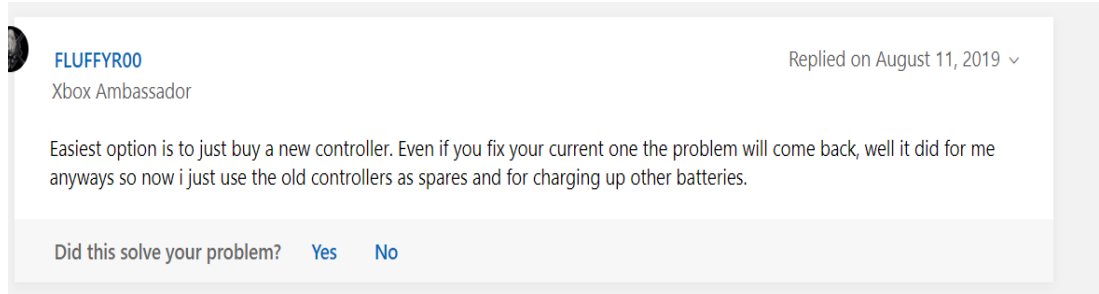 FLUFFYR00
Replied on August 11, 2019
Xbox Ambassador
Easiest option is to just buy a new controller. Even if you fix your current one the problem will come back, well it did for me
anyways so now i just use the old controllers as spares and for charging up other batteries.
Did this solve your problem? Yes No